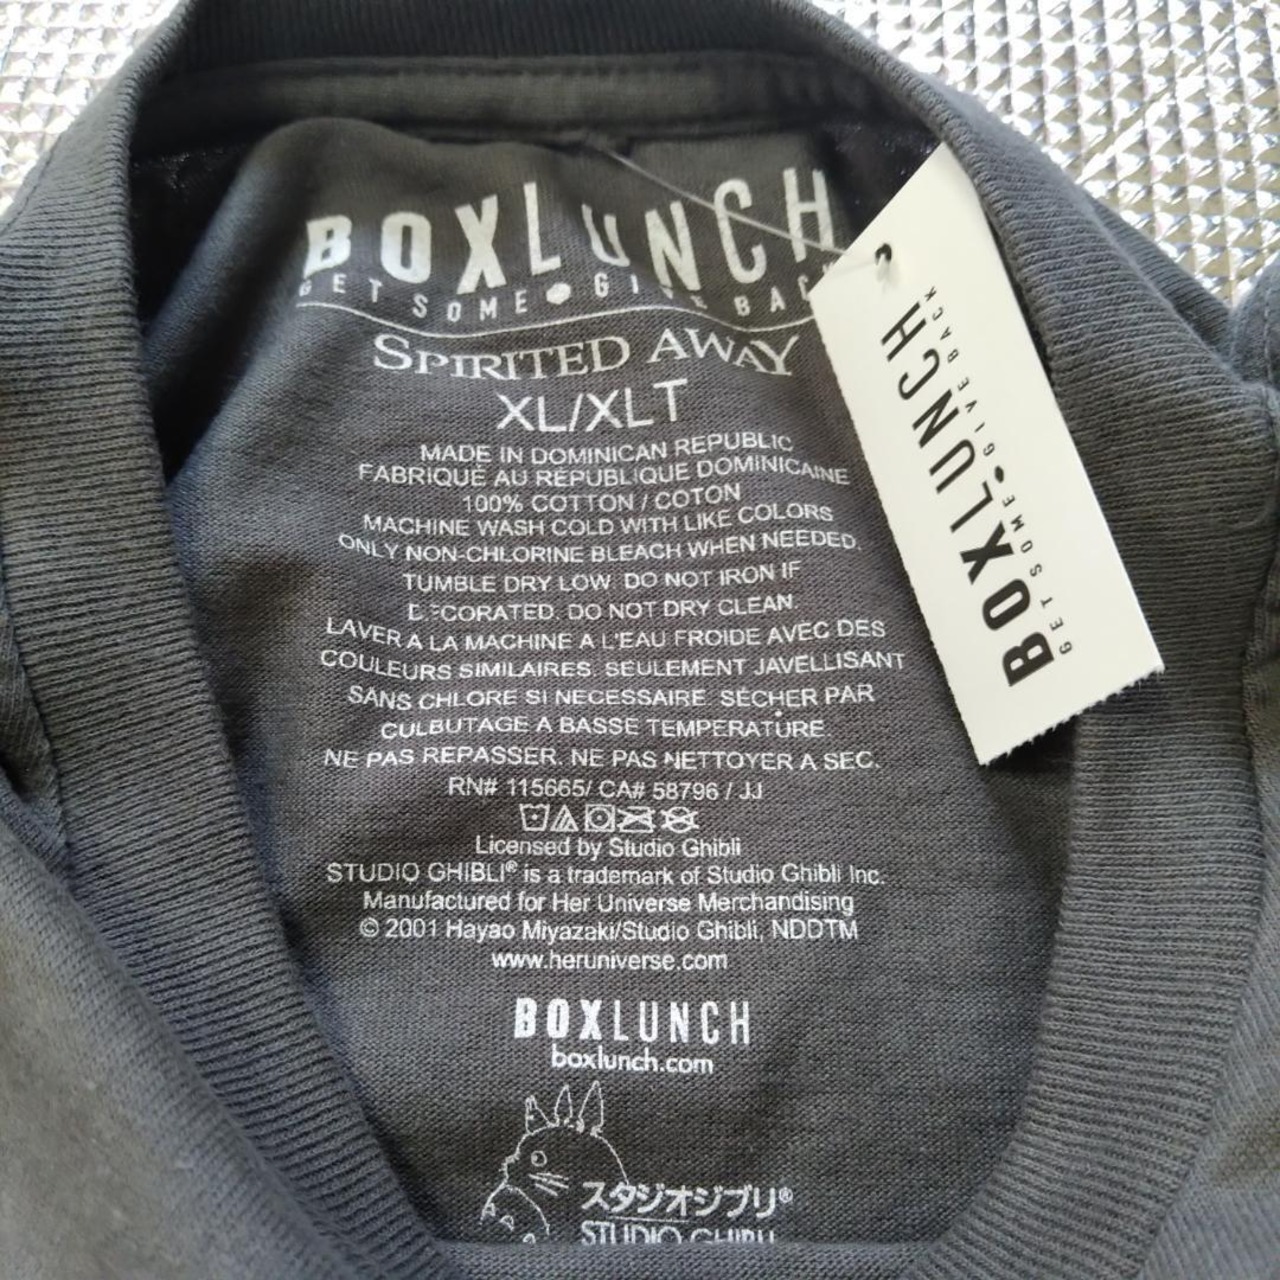 BOXLUNCH
GET SOME GIVE BACK
SPIRITED AWAY
XL/XLT
MADE IN DOMINICAN REPUBLIC
FABRIQUÉ AU RÉPUBLIQUE DOMINICAINE
100% COTTON / COTON
MACHINE WASH COLD WITH LIKE COLORS
ONLY NON-CHLORINE BLEACH WHEN NEEDED.
TUMBLE DRY LOW DO NOT IRON IF
DECORATED. DO NOT DRY CLEAN.
LAVER A LA MACHINE A L'EAU FROIDE AVEC DES
COULEURS SIMILAIRES. SEULEMENT JAVELLISANT
SANS CHLORE SI NECESSAIRE. SECHER PAR
CULBUTAGE A BASSE TEMPERATURE.
NE PAS REPASSER. NE PAS NETTOYER A SEC.
RN# 115665/ CA# 58796 / JJ
Licensed by Studio Ghibli
STUDIO GHIBLI® is a trademark of Studio Ghibli Inc.
Manufactured for Her Universe Merchandising
© 2001 Hayao Miyazaki/Studio Ghibli, NDDTM
www.heruniverse.com
BOXLUNCH
boxlunch.com
スタジオジブリ®
STUDIO GHIBLI
BOXLUNCH
GET SOME GIVE BACK